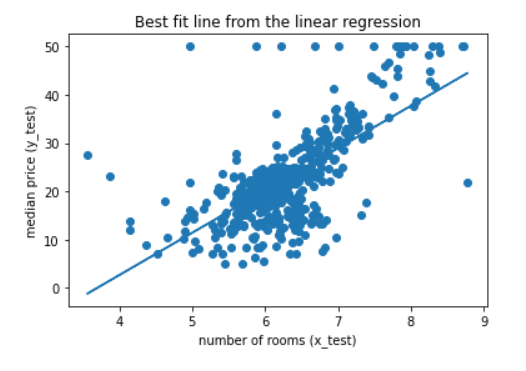 Best fit line from the linear regression
median price (y_test)
50
40
30
20
10
0
4 5 6 7 8 9
number of rooms (x_test)